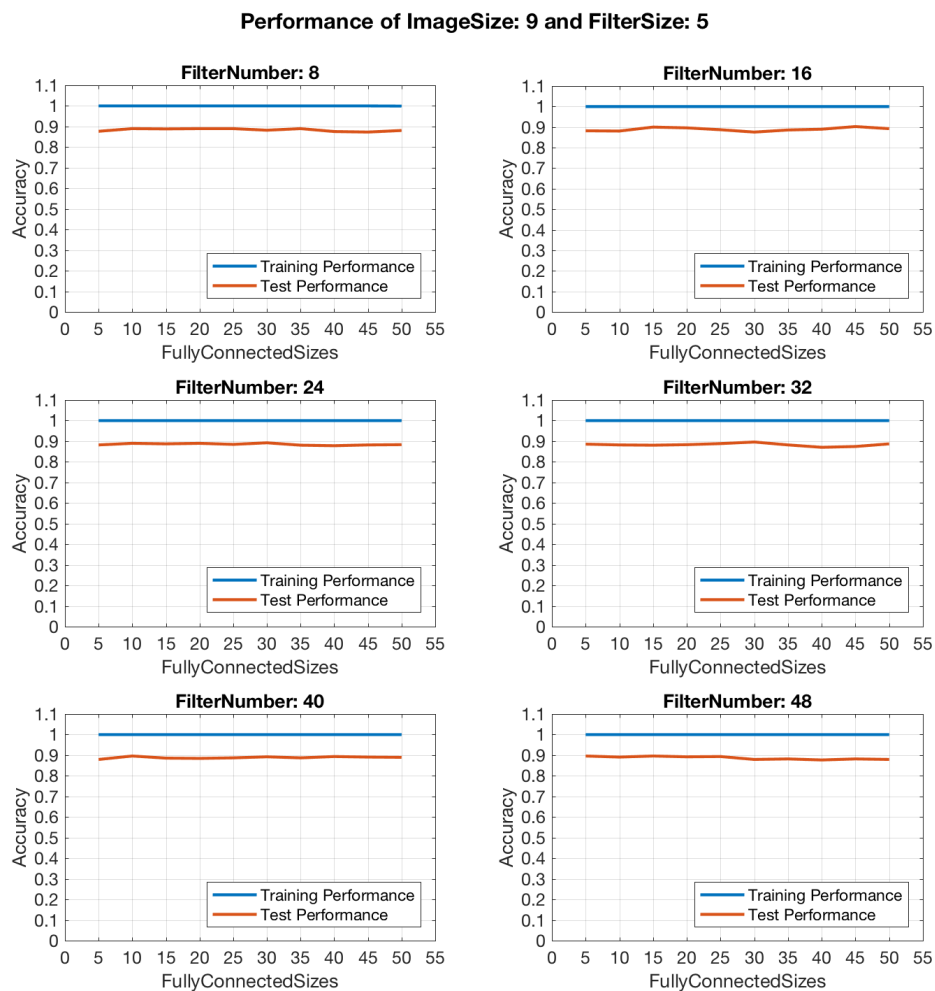 Performance of ImageSize: 9 and FilterSize: 5
FilterNumber: 8
1.1
1
0.9
0.8
0.7
0.6
0.5
0.4
0.3
0.2
0.1
0
Accuracy
Training Performance
Test Performance
0 5 10 15 20 25 30 35 40 45 50 55
FullyConnectedSizes
FilterNumber: 16
1.1
1
0.9
0.8
0.7
0.6
0.5
0.4
0.3
0.2
0.1
0
Accuracy
Training Performance
Test Performance
0 5 10 15 20 25 30 35 40 45 50 55
FullyConnectedSizes
FilterNumber: 24
1.1
1
0.9
0.8
0.7
0.6
0.5
0.4
0.3
0.2
0.1
0
Accuracy
Training Performance
Test Performance
0 5 10 15 20 25 30 35 40 45 50 55
FullyConnectedSizes
FilterNumber: 32
1.1
1
0.9
0.8
0.7
0.6
0.5
0.4
0.3
0.2
0.1
0
Accuracy
Training Performance
Test Performance
0 5 10 15 20 25 30 35 40 45 50 55
FullyConnectedSizes
FilterNumber: 40
1.1
1
0.9
0.8
0.7
0.6
0.5
0.4
0.3
0.2
0.1
0
Accuracy
Training Performance
Test Performance
0 5 10 15 20 25 30 35 40 45 50 55
FullyConnectedSizes
FilterNumber: 48
1.1
1
0.9
0.8
0.7
0.6
0.5
0.4
0.3
0.2
0.1
0
Accuracy
Training Performance
Test Performance
0 5 10 15 20 25 30 35 40 45 50 55
FullyConnectedSizes